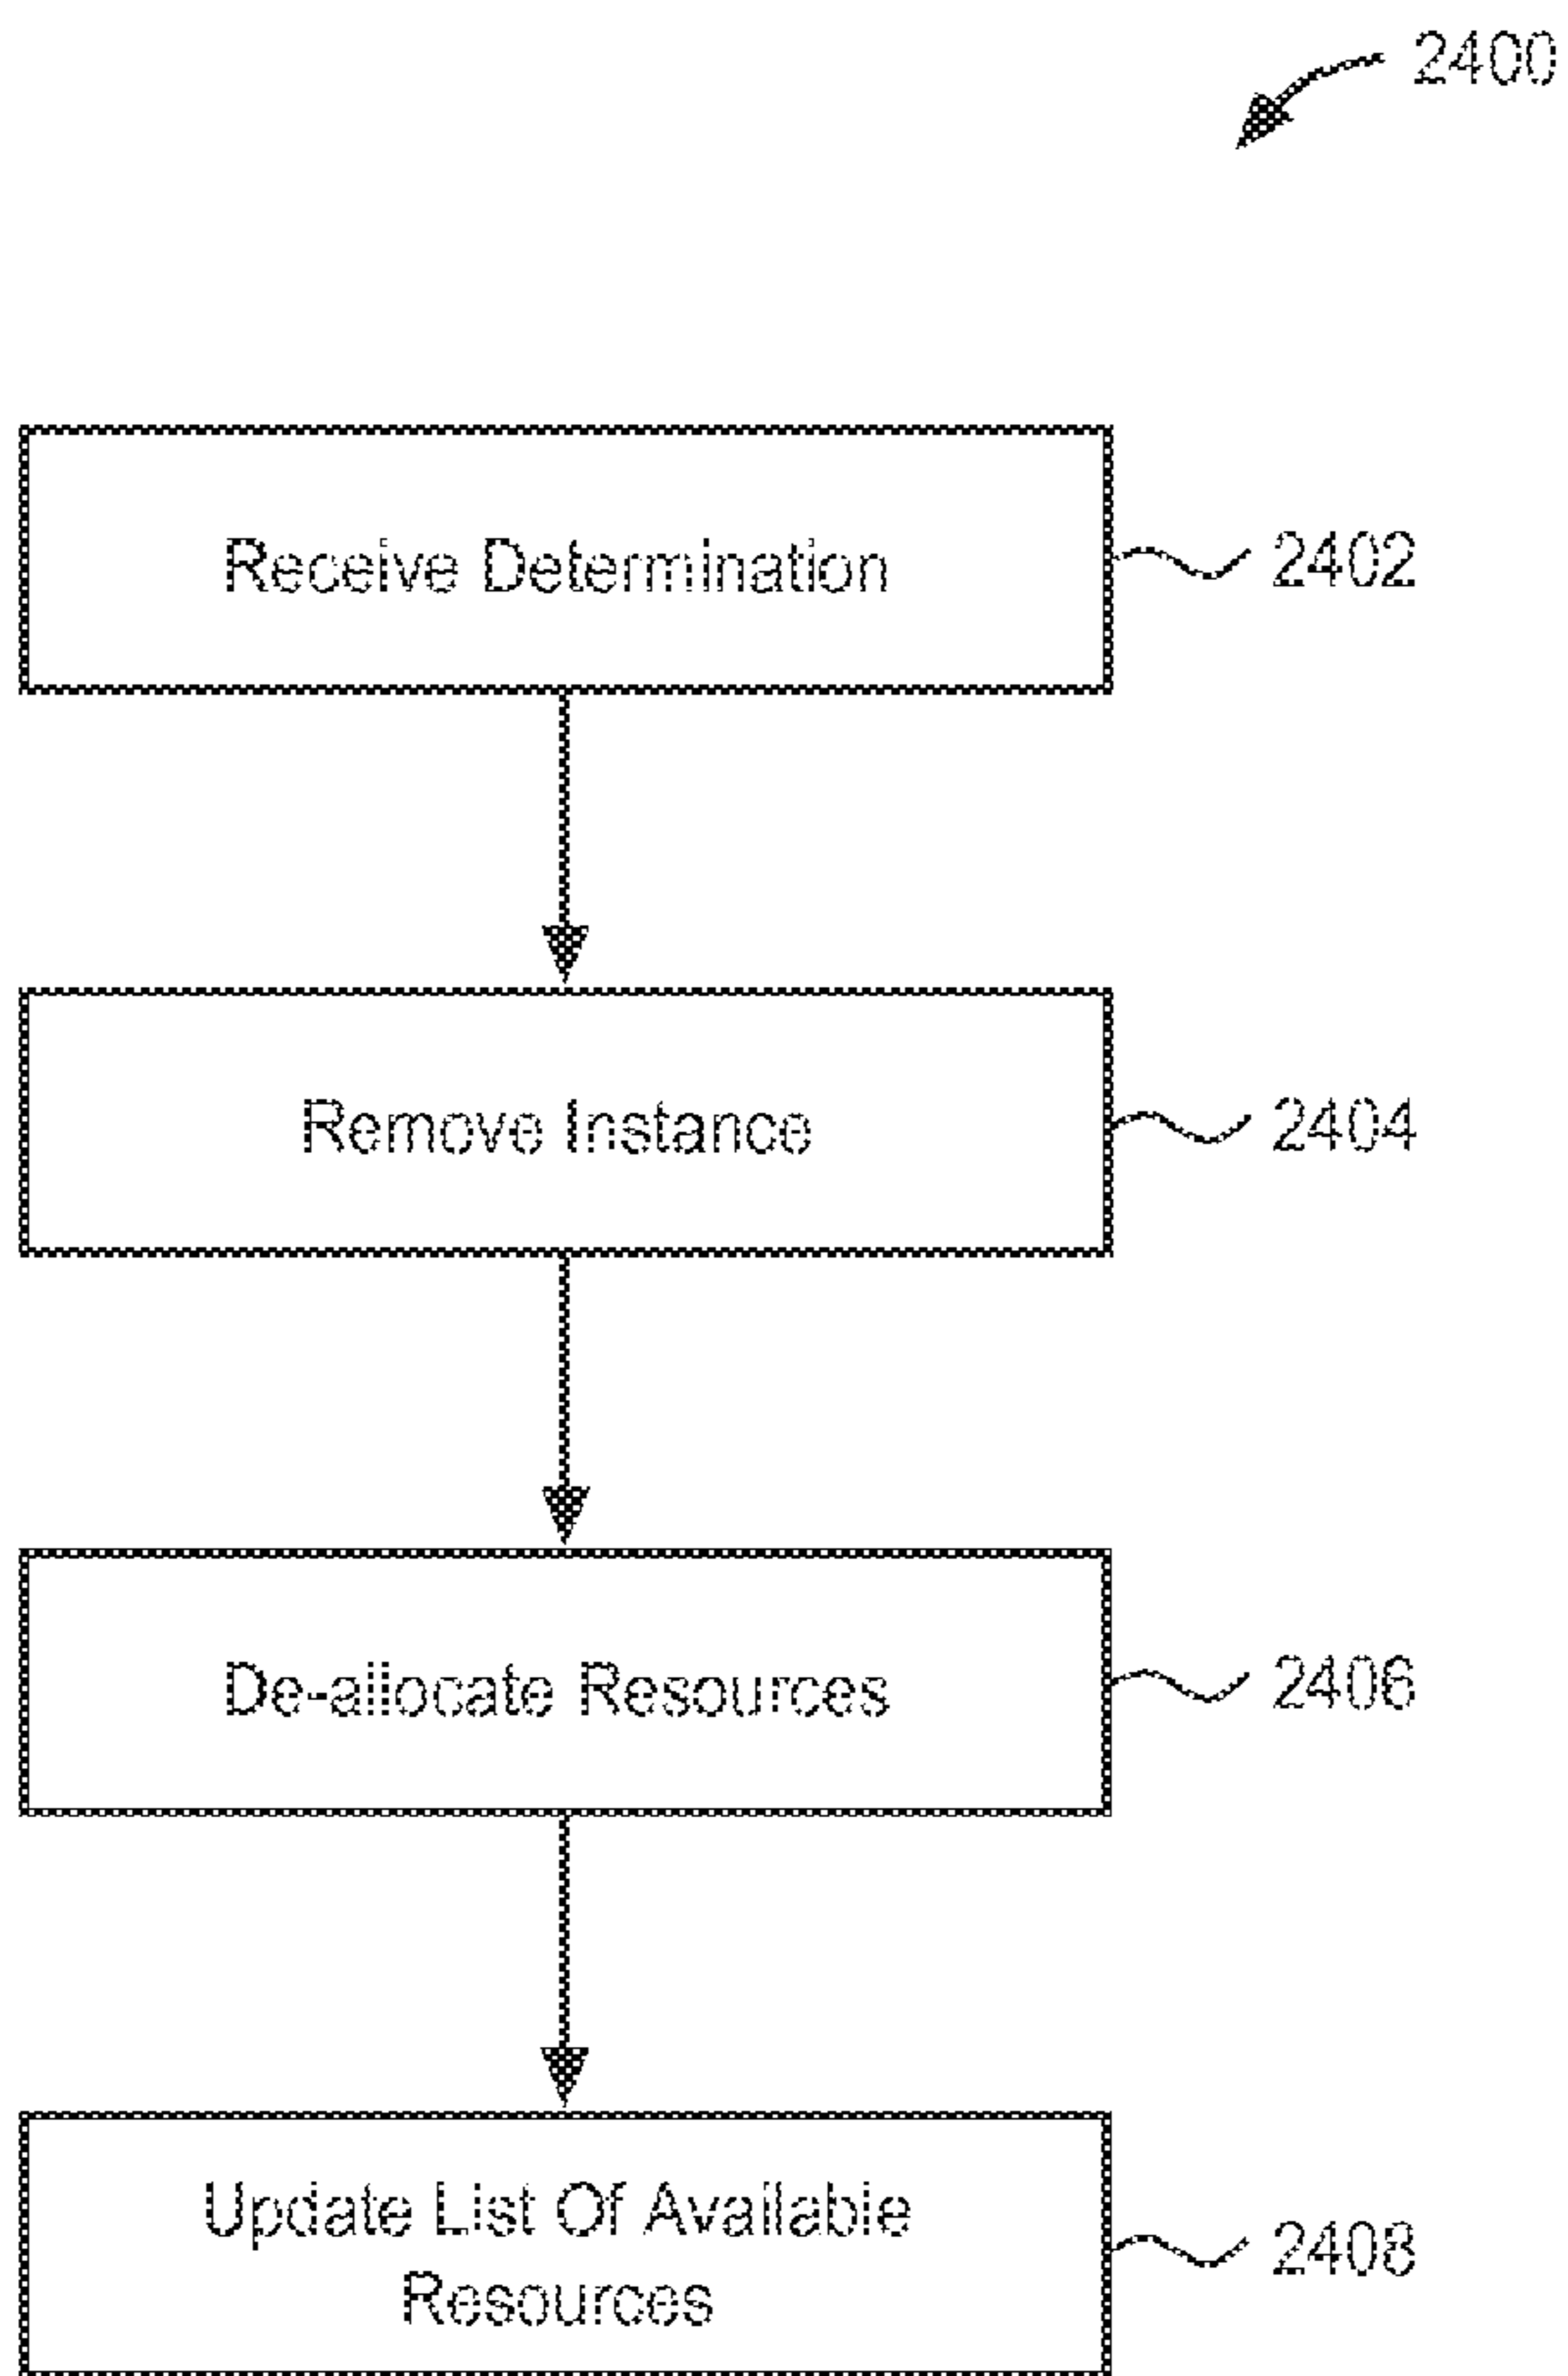 2400
Receive Determination
2402
Remove Instance
2404
De-allocate Resources
2406
Update List Of Available
Resources
2408